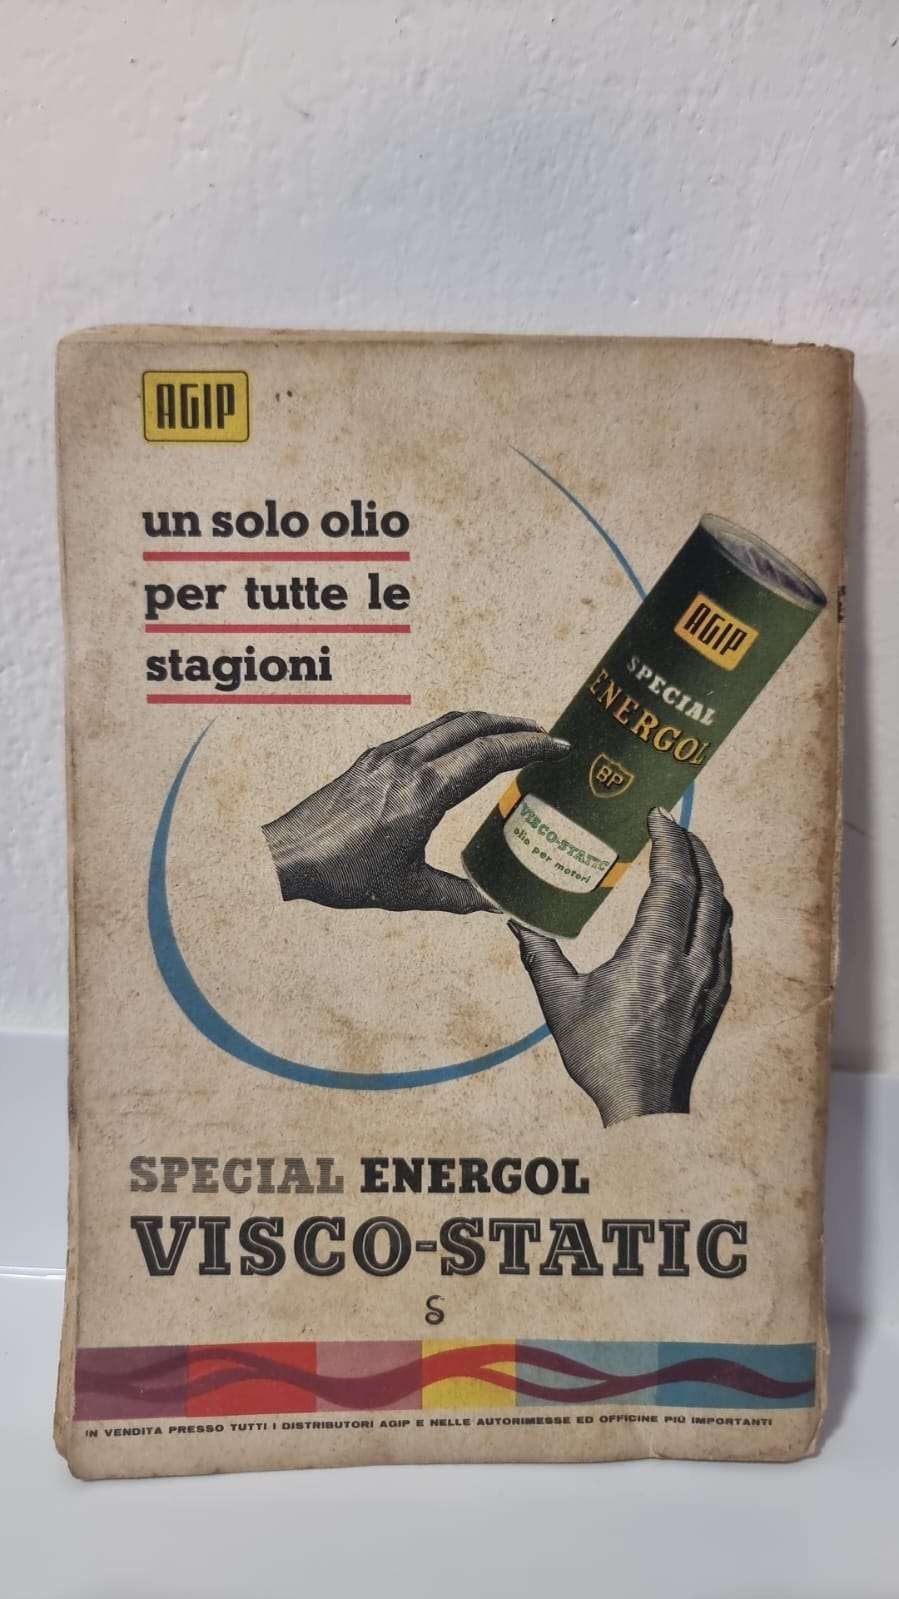 AGIP
un solo olio
per tutte le
stagioni
AGIP
SPECIAL
ENERGOL
BP
VISCO-STATIC
olio per motori
SPECIAL ENERGOL
VISCO-STATIC
IN VENDITA PRESSO TUTTI I DISTRIBUTORI AGIP E NELLE AUTORIMESSE ED OFFICINE PIÙ IMPORTANTI